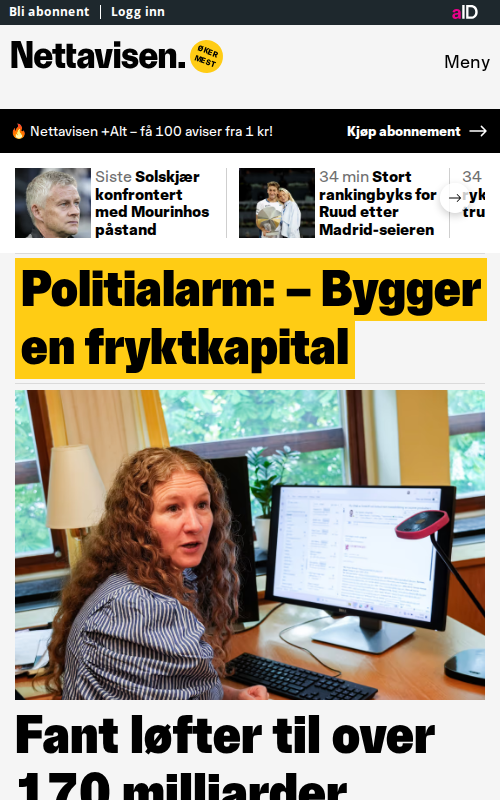 Bli abonnent
Logg inn
aID
Nettavisen.
ØKER
MEST
Meny
🔥 Nettavisen +Alt – få 100 aviser fra 1 kr!
Kjøp abonnement
Siste Solskjær
konfrontert
med Mourinhos
påstand
34 min Stort
rankingbyks for
Ruud etter
Madrid-seieren
34
ryk
tru
Politialarm: – Bygger
en fryktkapital
Fant løfter til over
170 milliarder